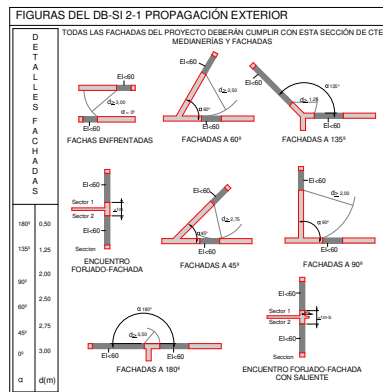 FIGURAS DEL DB-SI 2-1 PROPAGACIÓN EXTERIOR
TODAS LAS FACHADAS DEL PROYECTO DEBERÁN CUMPLIR CON ESTA SECCIÓN DE CTE
MEDIANERÍAS Y FACHADAS
DETALLES FACHADAS
EI<60
d≥3,00
α = 0º
EI<60
FACHAS ENFRENTADAS
EI<60
d≥2,50
α60º
EI<60
FACHADAS A 60º
EI<60
α135º
d≥1,25
EI<60
FACHADAS A 135º
EI<60
Sector 1
Sector 2
EI<60
Seccion
ENCUENTRO
FORJADO-FACHADA
EI<60
d≥2,75
α45º
EI<60
FACHADAS A 45º
EI<60
d≥2,00
α90º
EI<60
FACHADAS A 90º
α180º
d≥0,50
EI<60
EI<60
FACHADAS A 180º
EI<60
Sector 1
Sector 2
EI<60
Seccion
ENCUENTRO FORJADO-FACHADA
CON SALIENTE
180º 0,50
135º 1,25
90º 2,00
60º 2,50
45º 2,75
0º 3,00
α d(m)